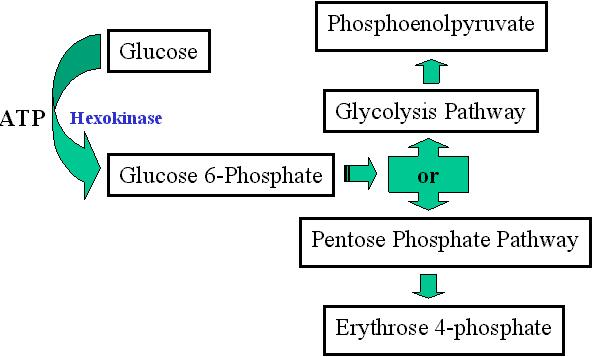 Glucose
ATP
Hexokinase
Glucose 6-Phosphate
or
Phosphoenolpyruvate
Glycolysis Pathway
Pentose Phosphate Pathway
Erythrose 4-phosphate